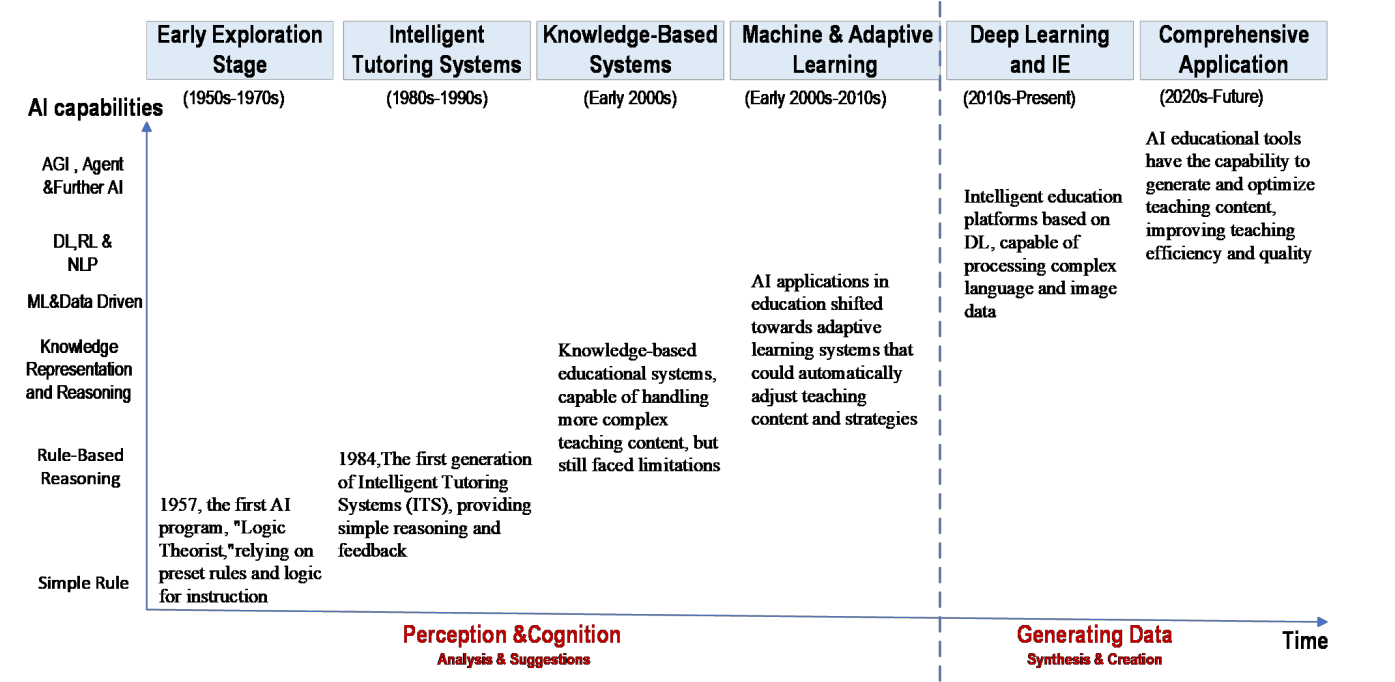 Early Exploration
Stage
(1950s-1970s)
Intelligent
Tutoring Systems
(1980s-1990s)
Knowledge-Based
Systems
(Early 2000s)
Machine & Adaptive
Learning
(Early 2000s-2010s)
Deep Learning
and IE
(2010s-Present)
Comprehensive
Application
(2020s-Future)
AI capabilities
AGI , Agent
&Further AI
DL,RL &
NLP
ML&Data Driven
Knowledge
Representation
and Reasoning
Rule-Based
Reasoning
Simple Rule
1957, the first AI
program, "Logic
Theorist,"relying on
preset rules and logic
for instruction
1984,The first generation
of Intelligent Tutoring
Systems (ITS), providing
simple reasoning and
feedback
Knowledge-based
educational systems,
capable of handling
more complex
teaching content, but
still faced limitations
AI applications in
education shifted
towards adaptive
learning systems that
could automatically
adjust teaching
content and strategies
Intelligent education
platforms based on
DL, capable of
processing complex
language and image
data
AI educational tools
have the capability to
generate and optimize
teaching content,
improving teaching
efficiency and quality
Perception &Cognition
Analysis & Suggestions
Generating Data
Synthesis & Creation
Time